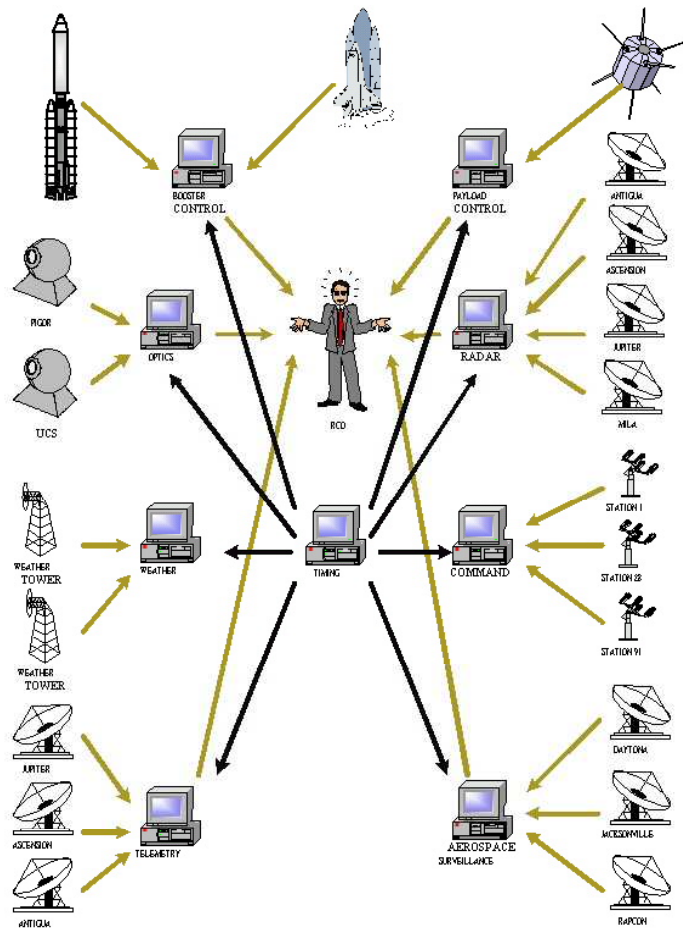 BOOSTER
CONTROL
PAYLOAD
CONTROL
ANTIGUA
ASCENSION
PIGOR
OPTICS
RADAR
JUPITER
UCS
RCO
MILA
STATION 1
WEATHER
TOWER
WEATHER
TIMING
COMMAND
STATION 28
WEATHER
TOWER
STATION 91
JUPITER
DAYTONA
ASCENSION
TELEMETRY
AEROSPACE
SURVEILLANCE
JACKSONVILLE
ANTIGUA
RAPCON